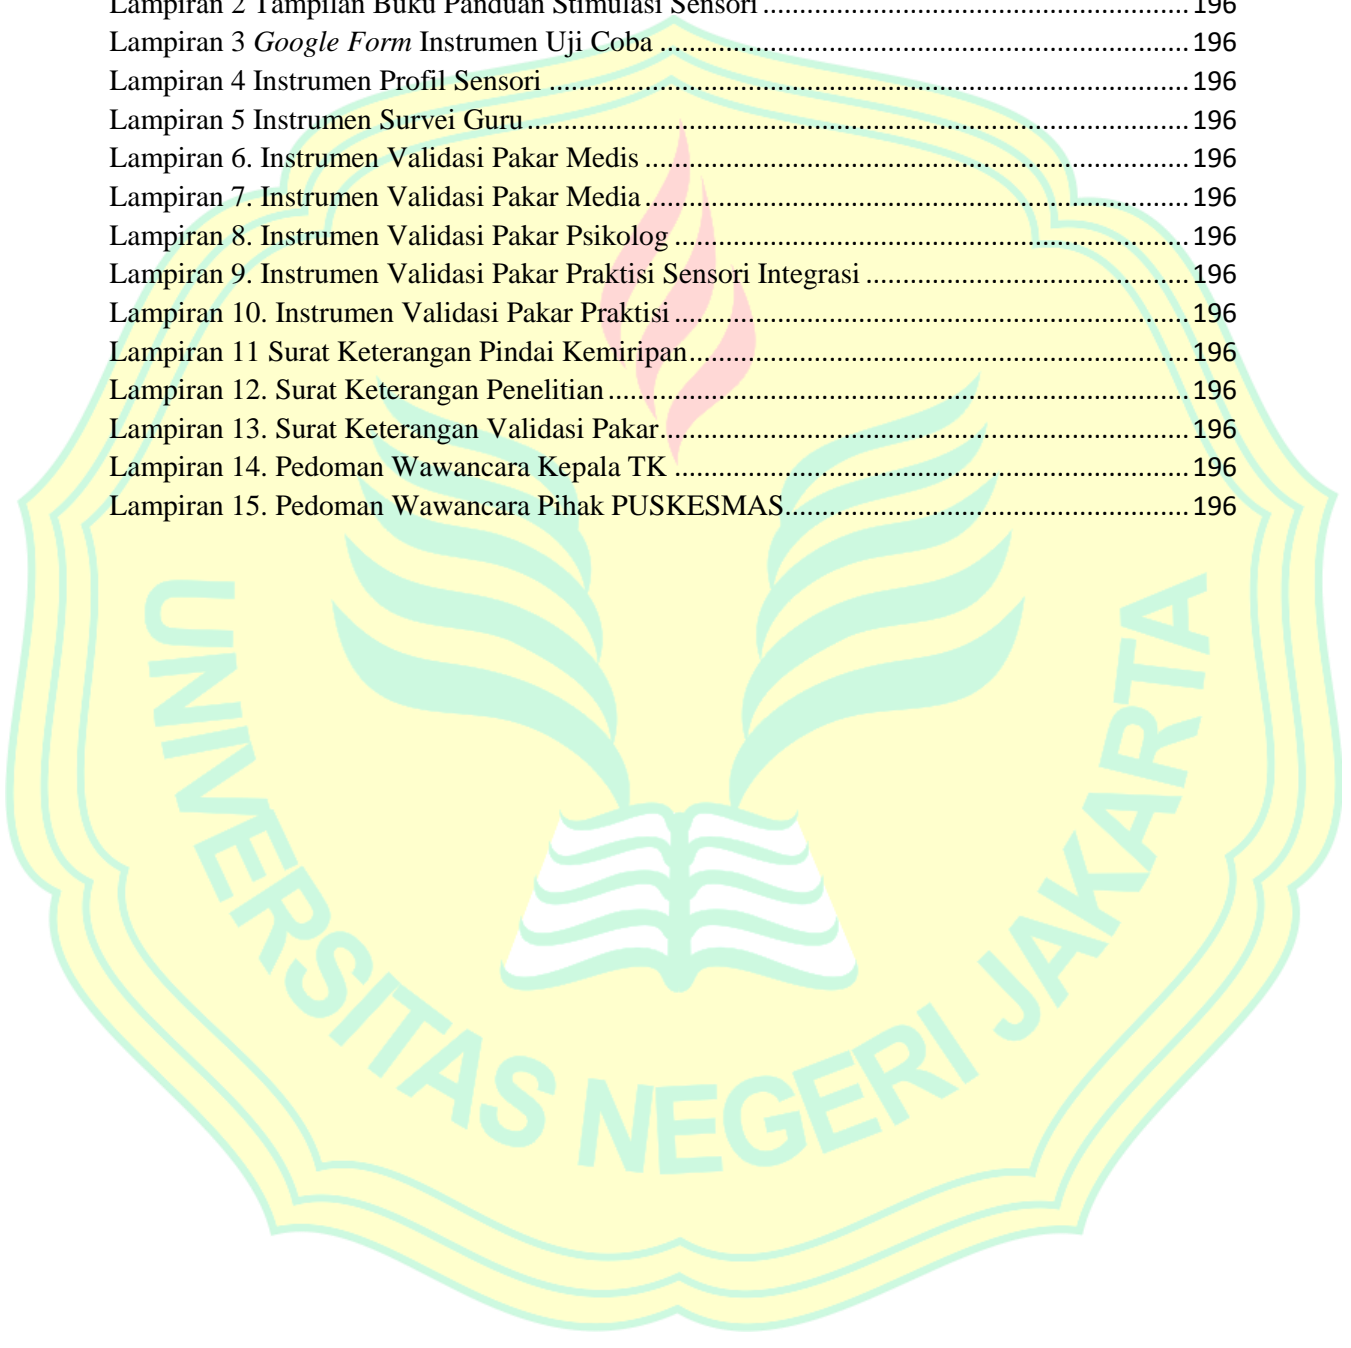 Lampiran 2 Tampilan Buku Panduan Stimulasi Sensori ........................................................ 196
Lampiran 3 Google Form Instrumen Uji Coba ..................................................................... 196
Lampiran 4 Instrumen Profil Sensori .................................................................................... 196
Lampiran 5 Instrumen Survei Guru ....................................................................................... 196
Lampiran 6. Instrumen Validasi Pakar Medis ....................................................................... 196
Lampiran 7. Instrumen Validasi Pakar Media ....................................................................... 196
Lampiran 8. Instrumen Validasi Pakar Psikolog ................................................................... 196
Lampiran 9. Instrumen Validasi Pakar Praktisi Sensori Integrasi .......................................... 196
Lampiran 10. Instrumen Validasi Pakar Praktisi ................................................................... 196
Lampiran 11 Surat Keterangan Pindai Kemiripan ................................................................. 196
Lampiran 12. Surat Keterangan Penelitian ............................................................................ 196
Lampiran 13. Surat Keterangan Validasi Pakar ..................................................................... 196
Lampiran 14. Pedoman Wawancara Kepala TK ................................................................... 196
Lampiran 15. Pedoman Wawancara Pihak PUSKESMAS .................................................... 196
UNIVERSITAS NEGERI JAKARTA